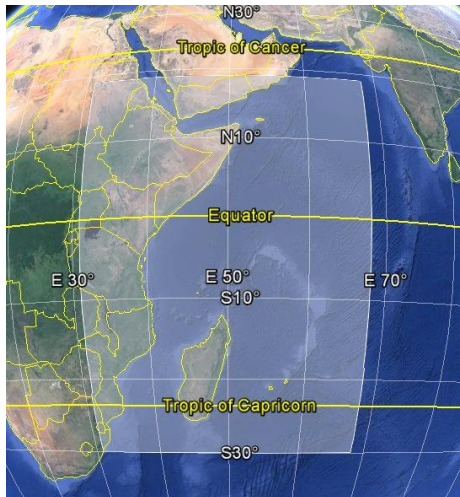 N30°
Tropic of Cancer
N10°
Equator
E 30°
E 50°
E 70°
S10°
Tropic of Capricorn
S30°